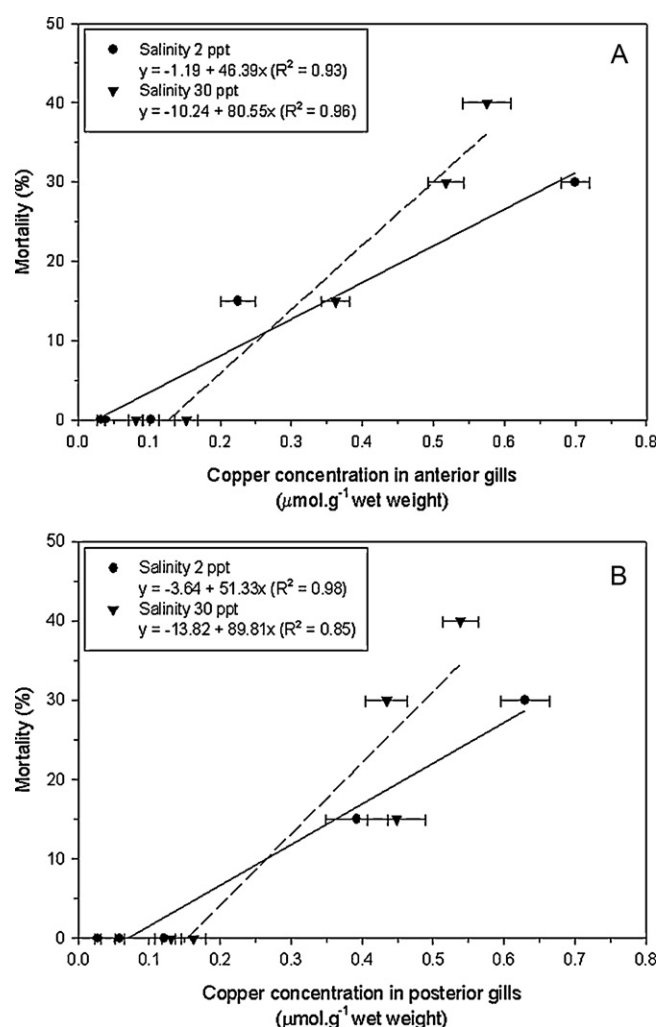 A
Salinity 2 ppt
y = -1.19 + 46.39x (R² = 0.93)
Salinity 30 ppt
y = -10.24 + 80.55x (R² = 0.96)
Mortality (%)
50
40
30
20
10
0
0.0 0.1 0.2 0.3 0.4 0.5 0.6 0.7 0.8
Copper concentration in anterior gills
(μmol.g⁻¹ wet weight)
B
Salinity 2 ppt
y = -3.64 + 51.33x (R² = 0.98)
Salinity 30 ppt
y = -13.82 + 89.81x (R² = 0.85)
Mortality (%)
50
40
30
20
10
0
0.0 0.1 0.2 0.3 0.4 0.5 0.6 0.7 0.8
Copper concentration in posterior gills
(μmol.g⁻¹ wet weight)